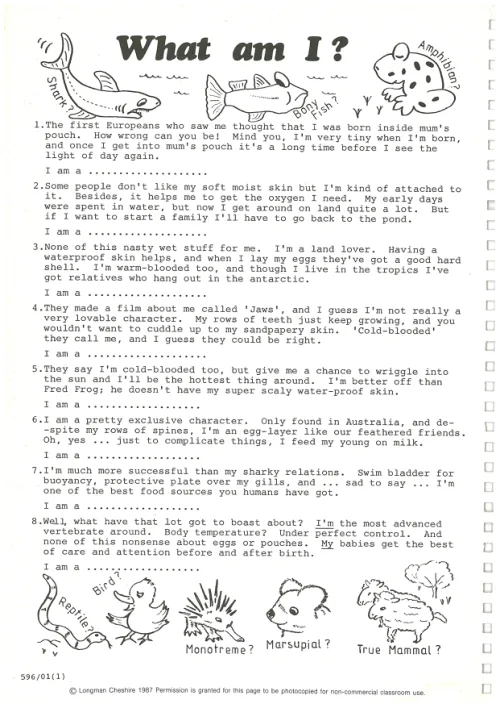 What am I?
Shark?
Bony
Fish?
Amphibian?
1.The first Europeans who saw me thought that I was born inside mum's
pouch. How wrong can you be! Mind you, I'm very tiny when I'm born,
and once I get into mum's pouch it's a long time before I see the
light of day again.
I am a ....................
2.Some people don't like my soft moist skin but I'm kind of attached to
it. Besides, it helps me to get the oxygen I need. My early days
were spent in water, but now I get around on land quite a lot. But
if I want to start a family I'll have to go back to the pond.
I am a ....................
3.None of this nasty wet stuff for me. I'm a land lover. Having a
waterproof skin helps, and when I lay my eggs they've got a good hard
shell. I'm warm-blooded too, and though I live in the tropics I've
got relatives who hang out in the antarctic.
I am a ....................
4.They made a film about me called 'Jaws', and I guess I'm not really a
very lovable character. My rows of teeth just keep growing, and you
wouldn't want to cuddle up to my sandpapery skin. 'Cold-blooded'
they call me, and I guess they could be right.
I am a ....................
5.They say I'm cold-blooded too, but give me a chance to wriggle into
the sun and I'll be the hottest thing around. I'm better off than
Fred Frog; he doesn't have my super scaly water-proof skin.
I am a ...................
6.I am a pretty exclusive character. Only found in Australia, and de-
-spite my rows of spines, I'm an egg-layer like our feathered friends.
Oh, yes ... just to complicate things, I feed my young on milk.
I am a ...................
7.I'm much more successful than my sharky relations. Swim bladder for
buoyancy, protective plate over my gills, and ... sad to say ... I'm
one of the best food sources you humans have got.
I am a ...................
8.Well, what have that lot got to boast about? I'm the most advanced
vertebrate around. Body temperature? Under perfect control. And
none of this nonsense about eggs or pouches. My babies get the best
of care and attention before and after birth.
I am a ...................
Reptile?
Bird?
Monotreme?
Marsupial?
True Mammal?
596/01(1)
© Longman Cheshire 1987 Permission is granted for this page to be photocopied for non-commercial classroom use.